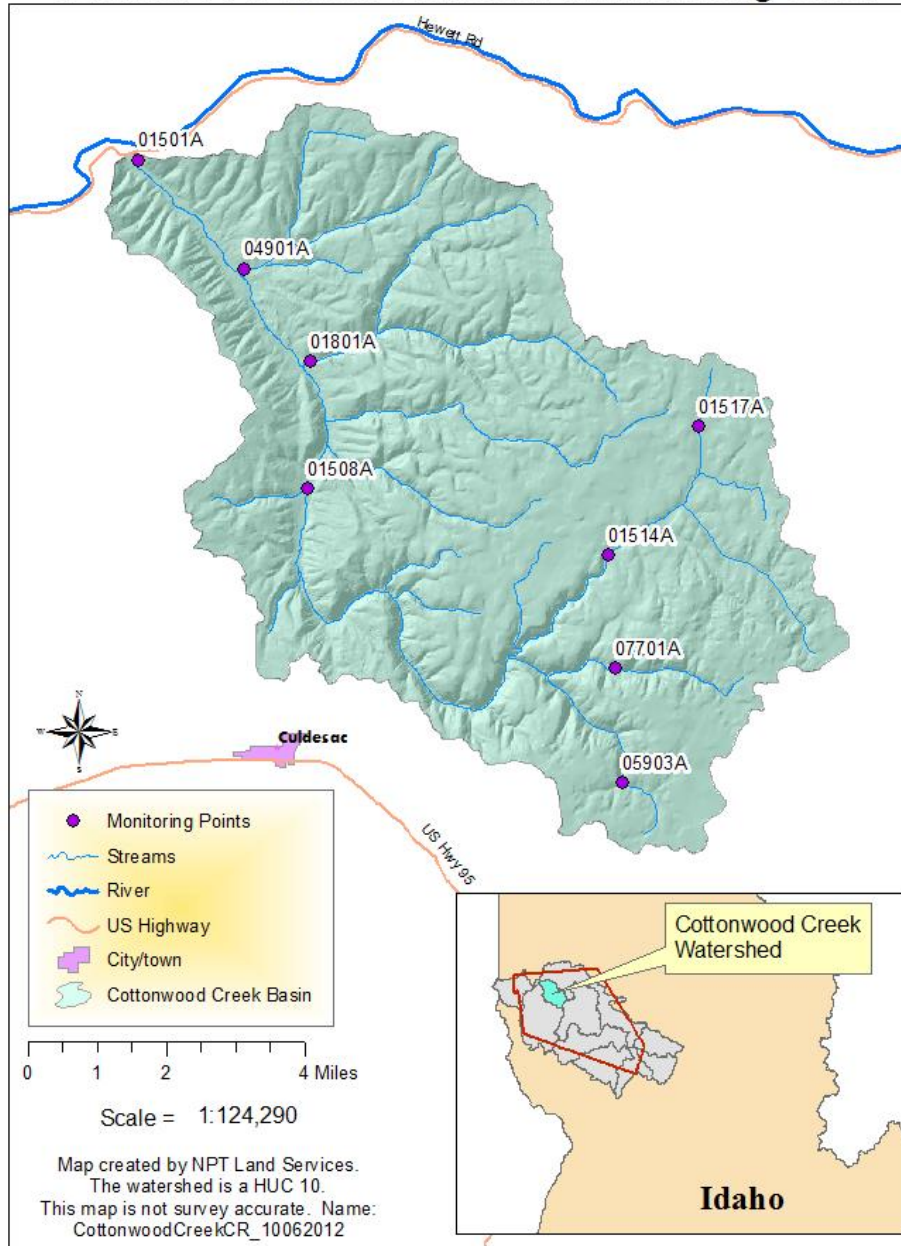 Hewett Rd
01501A
04901A
01801A
01517A
01508A
01514A
07701A
05903A
N
W E
S
Culdesac
US Hwy 95
Monitoring Points
Streams
River
US Highway
City/town
Cottonwood Creek Basin
0 1 2 4 Miles
Scale = 1:124,290
Map created by NPT Land Services.
The watershed is a HUC 10.
This map is not survey accurate. Name:
CottonwoodCreekCR_10062012
Cottonwood Creek
Watershed
Idaho